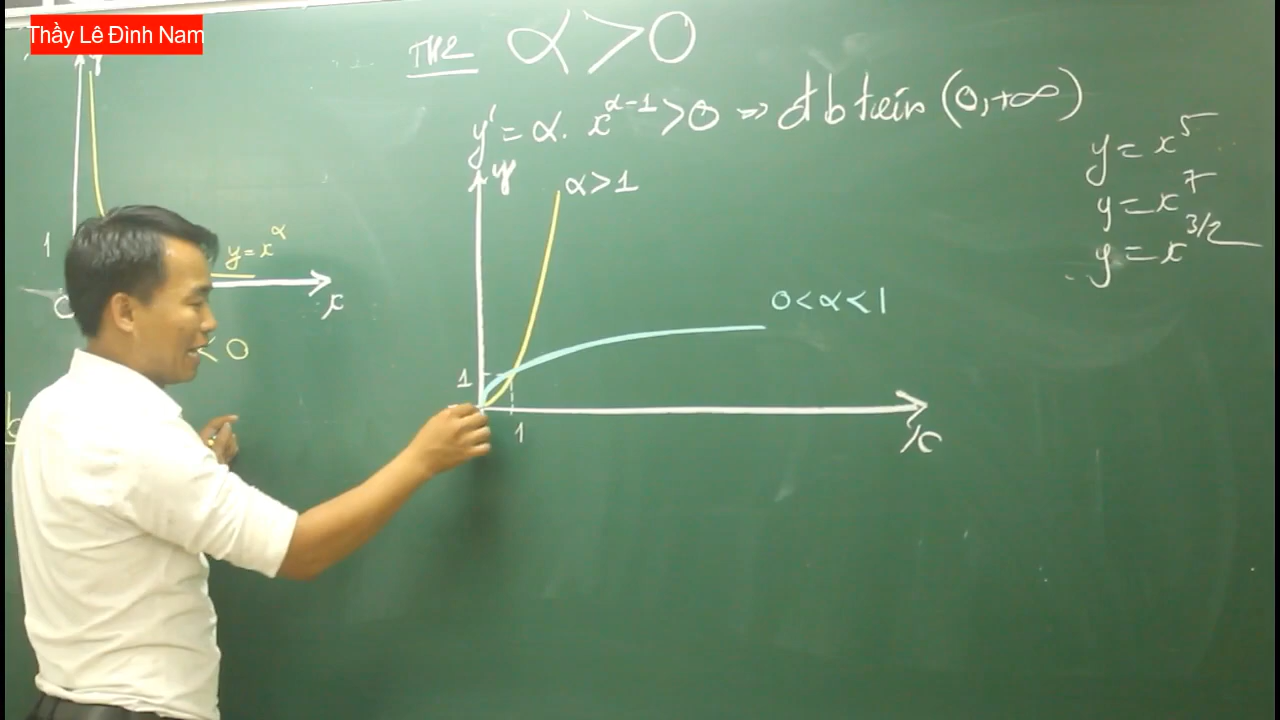 Thầy Lê Đình Nam
TH2 α > 0
y' = α. x^{α-1} > 0 => đb trên (0,+∞)
y = x^5
y = x^7
y = x^{3/2}
y
α > 1
0 < α < 1
1
1
x
y
1
y = x^α
x
< 0